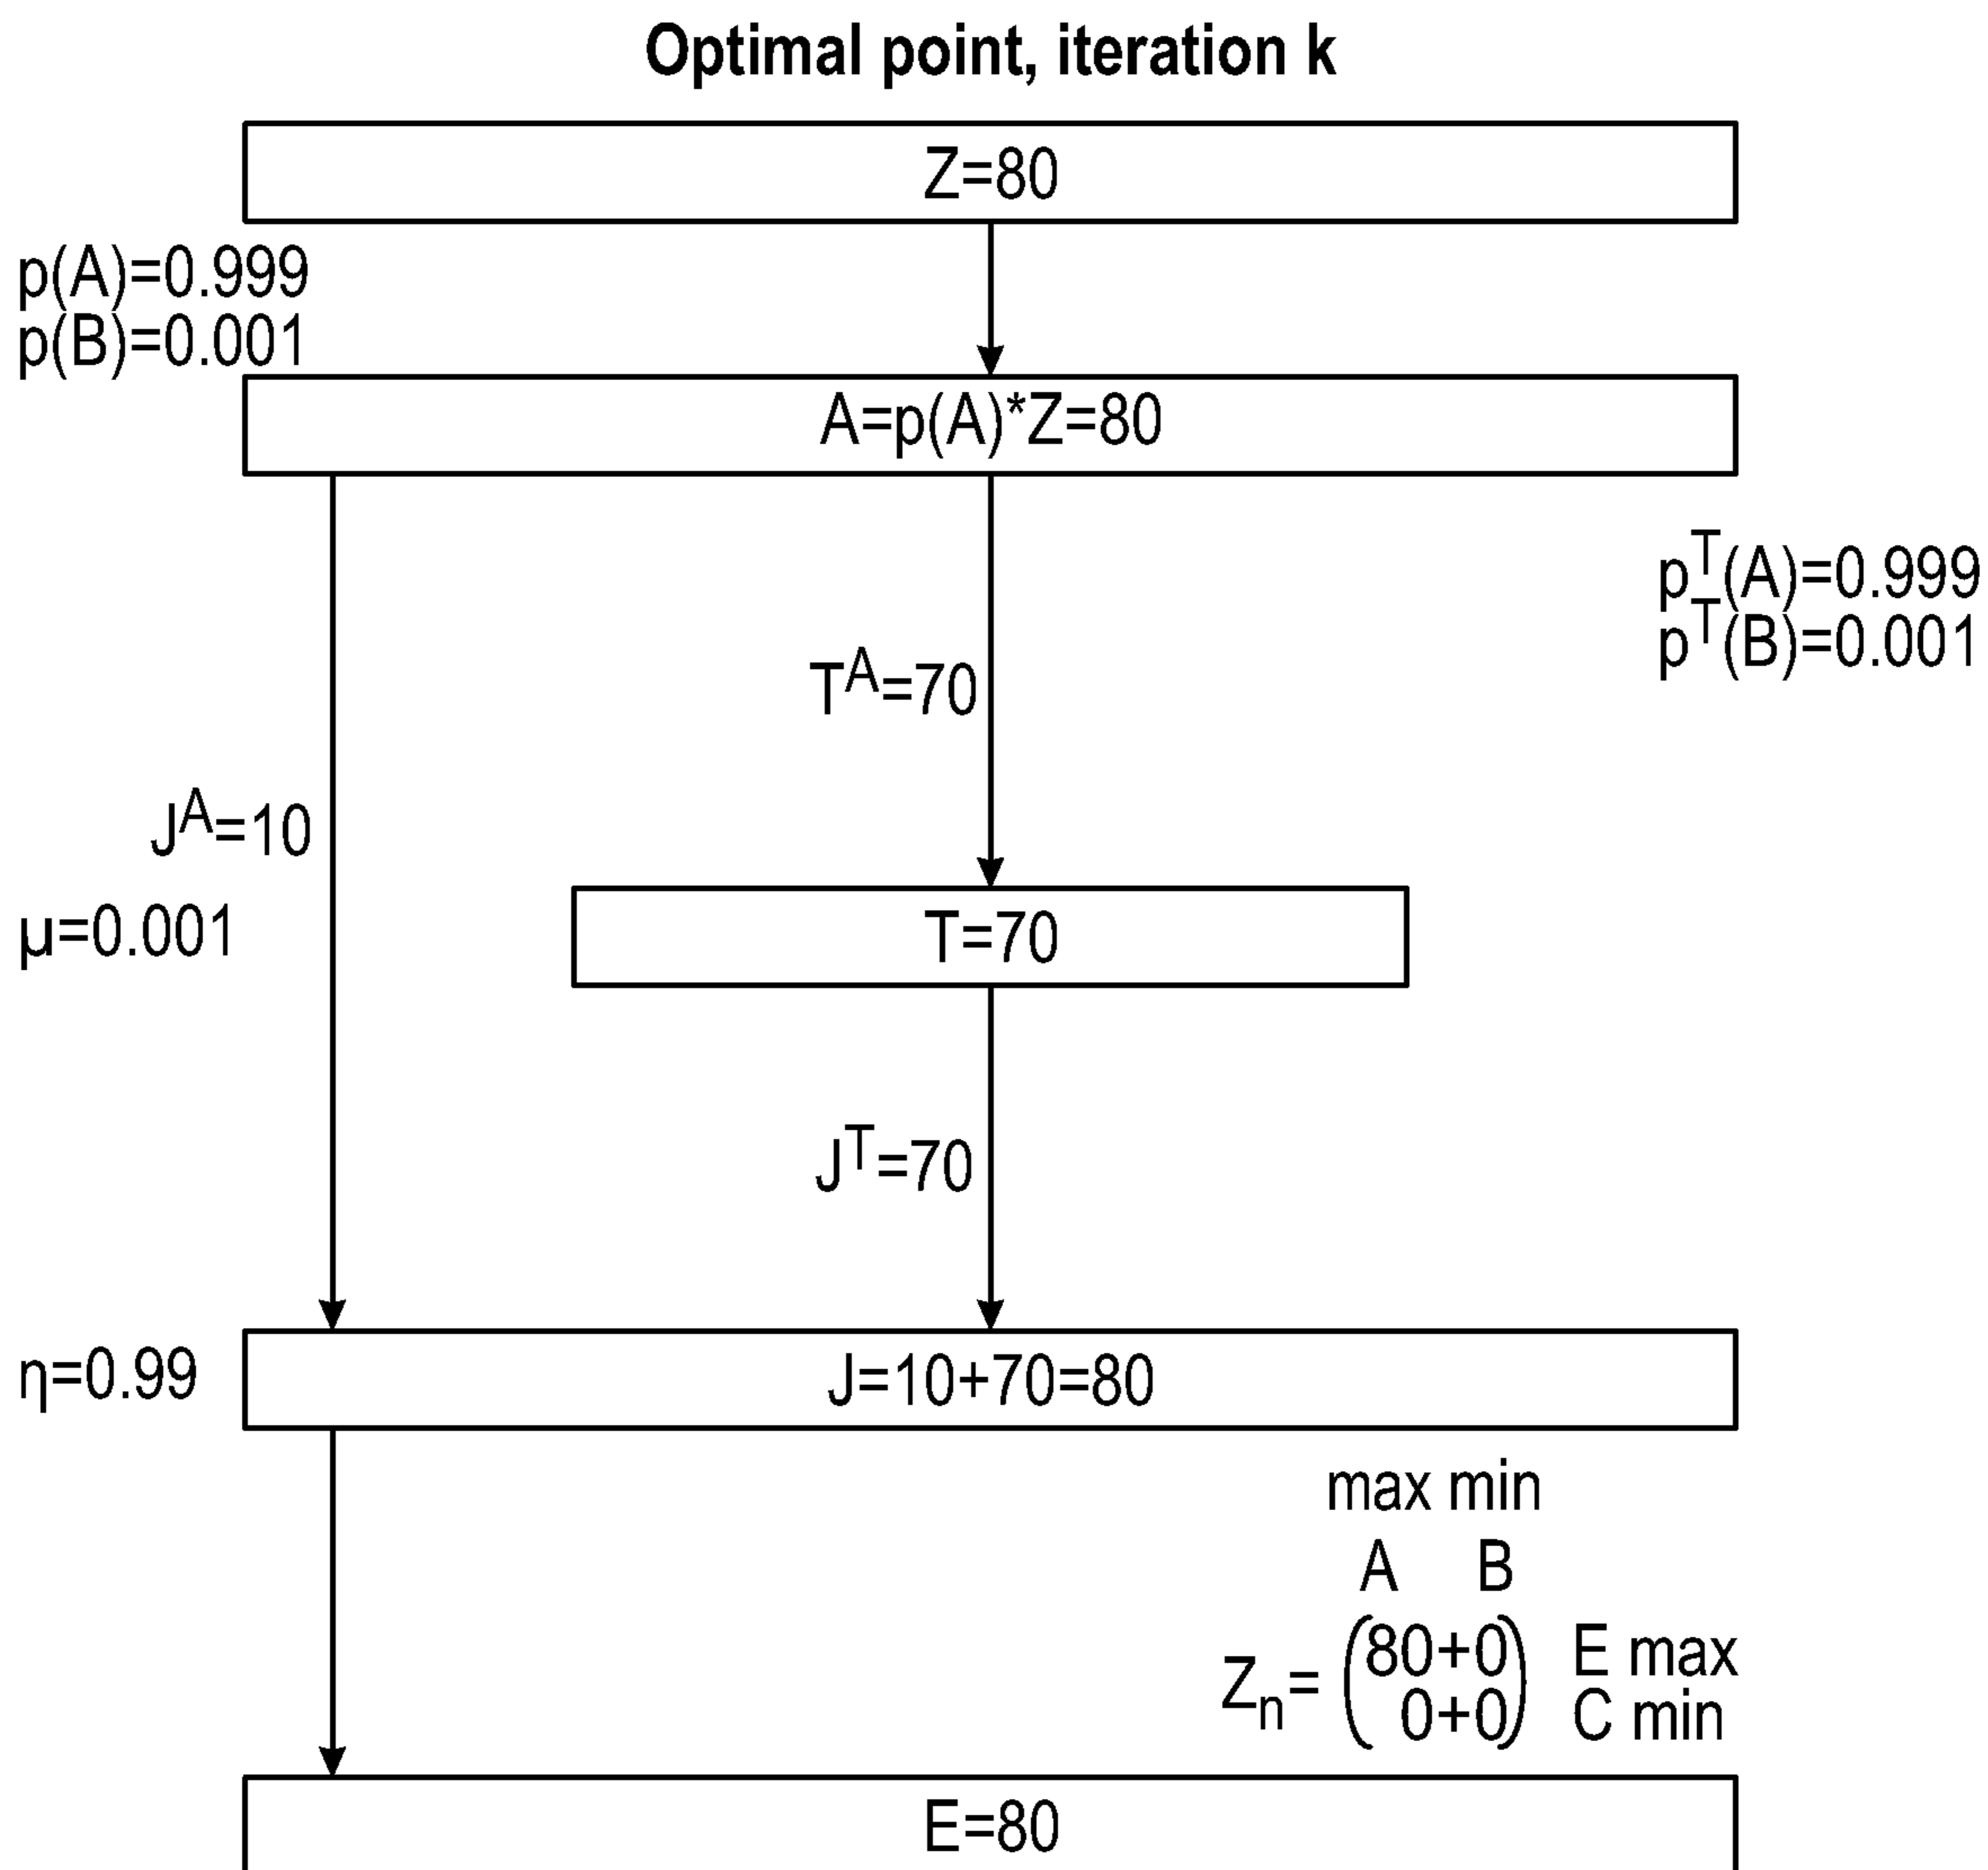 Optimal point, iteration k
Z=80
p(A)=0.999
p(B)=0.001
A=p(A)*Z=80
p^T(A)=0.999
p^T(B)=0.001
T^A=70
J^A=10
μ=0.001
T=70
J^T=70
η=0.99
J=10+70=80
max min
A B
Z_n= (80+0) E max
(0+0) C min
E=80